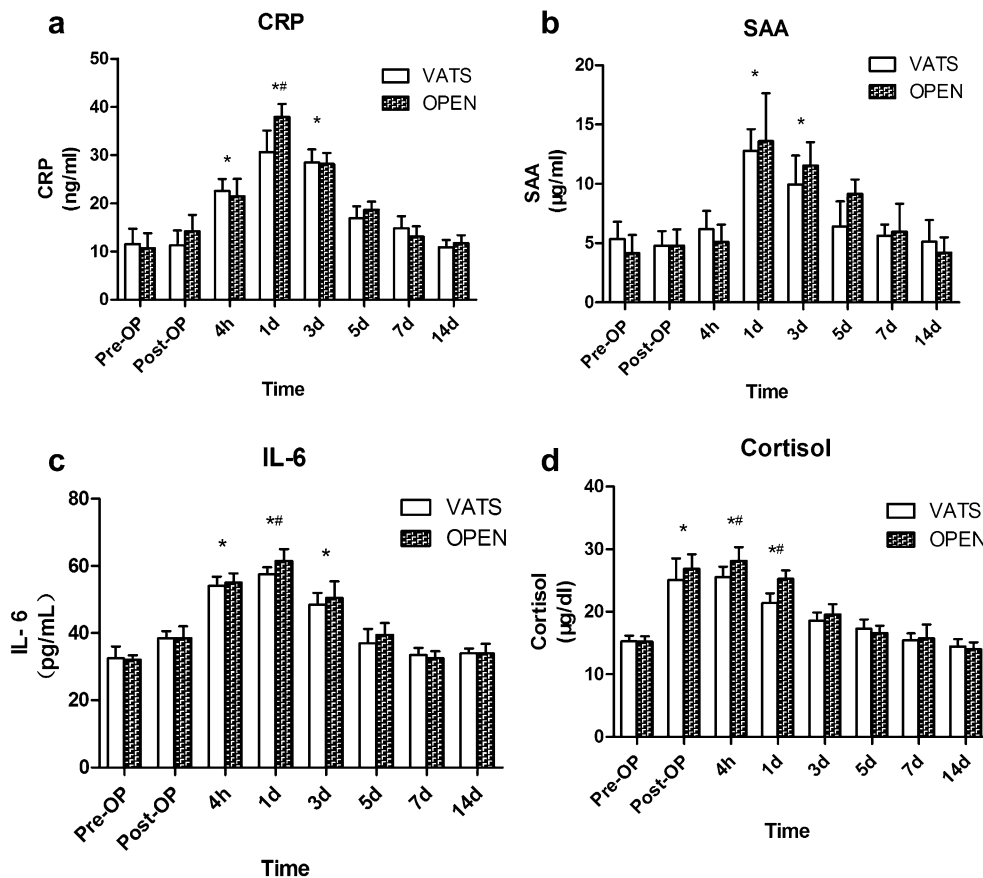 a
CRP
50
40
30
20
10
0
CRP
(ng/ml)
VATS
OPEN
*
*#
*
Pre-OP
Post-OP
4h
1d
3d
5d
7d
14d
Time
b
SAA
20
15
10
5
0
SAA
(µg/ml)
VATS
OPEN
*
*
Pre-OP
Post-OP
4h
1d
3d
5d
7d
14d
Time
c
IL-6
80
60
40
20
0
IL- 6
(pg/mL)
VATS
OPEN
*
*#
*
Pre-OP
Post-OP
4h
1d
3d
5d
7d
14d
Time
d
Cortisol
40
30
20
10
0
Cortisol
(µg/dl)
VATS
OPEN
*
*#
*#
Pre-OP
Post-OP
4h
1d
3d
5d
7d
14d
Time